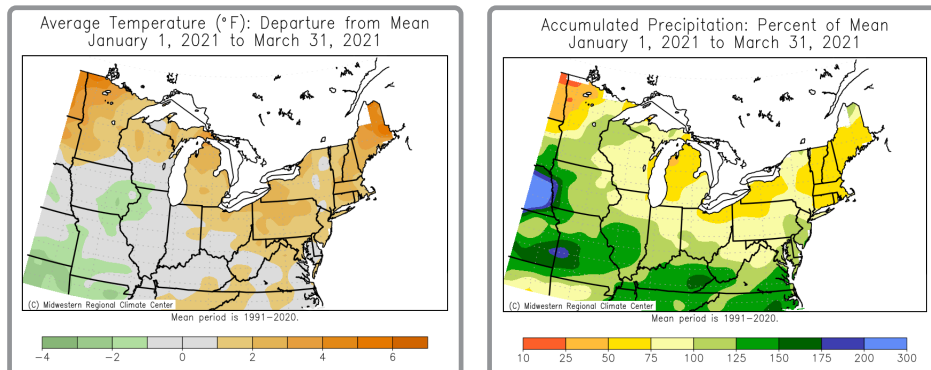 Average Temperature (°F): Departure from Mean
January 1, 2021 to March 31, 2021
(C) Midwestern Regional Climate Center
Mean period is 1991-2020.
-4 -2 0 2 4 6
Accumulated Precipitation: Percent of Mean
January 1, 2021 to March 31, 2021
(C) Midwestern Regional Climate Center
Mean period is 1991-2020.
10 25 50 75 100 125 150 175 200 300